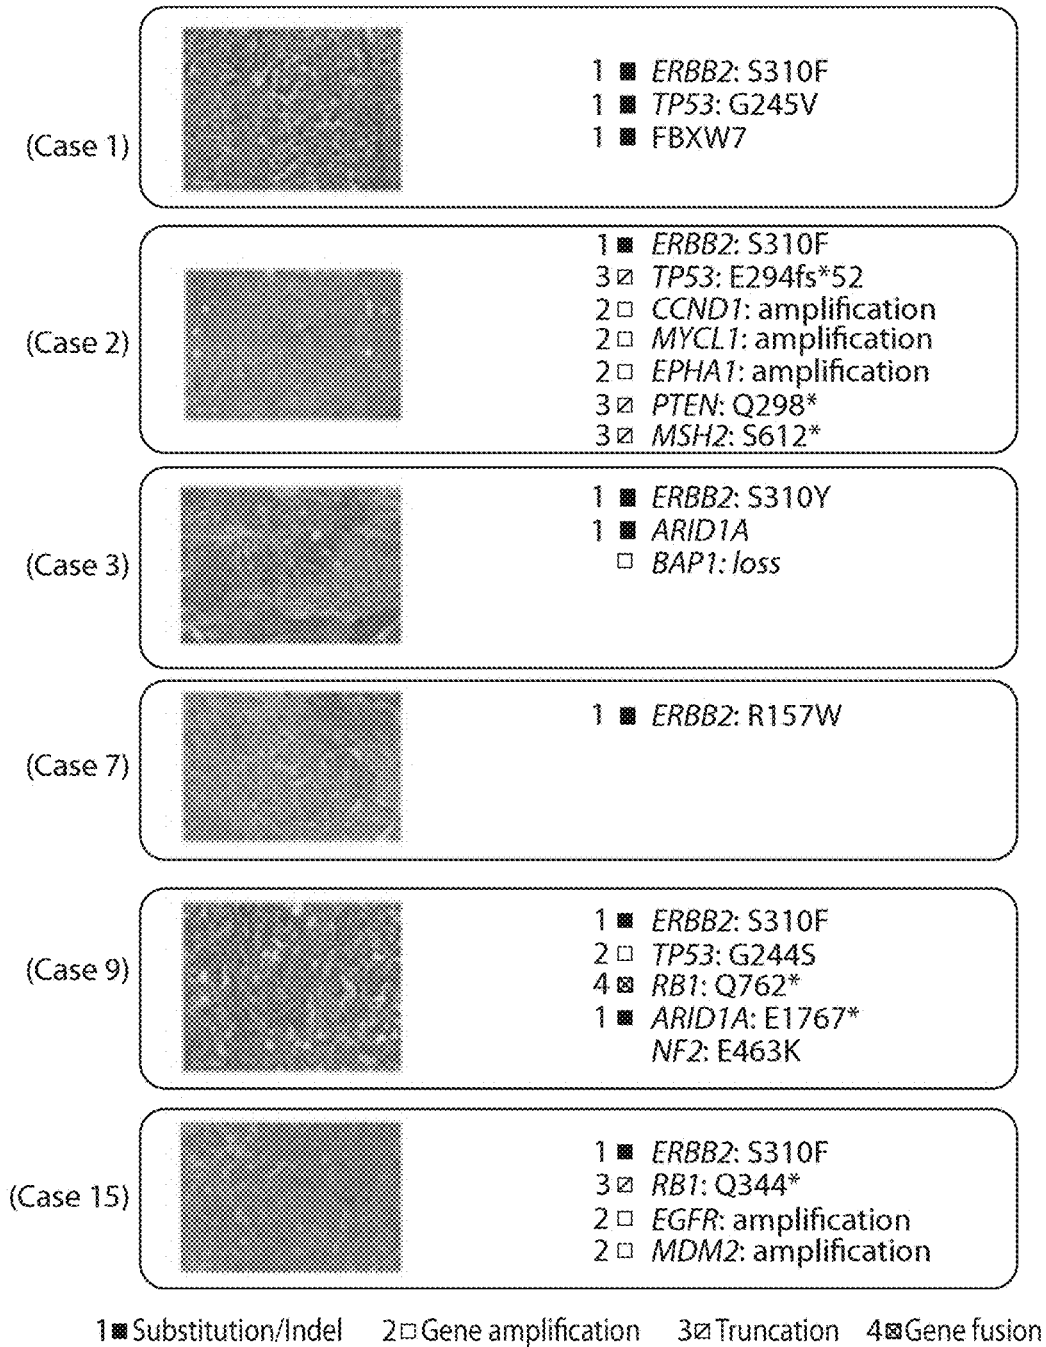 (Case 1)
1 ■ ERBB2: S310F
1 ■ TP53: G245V
1 ■ FBXW7
(Case 2)
1 ■ ERBB2: S310F
3 ⍁ TP53: E294fs*52
2 □ CCND1: amplification
2 □ MYCL1: amplification
2 □ EPHA1: amplification
3 ⍁ PTEN: Q298*
3 ⍁ MSH2: S612*
(Case 3)
1 ■ ERBB2: S310Y
1 ■ ARID1A
□ BAP1: loss
(Case 7)
1 ■ ERBB2: R157W
(Case 9)
1 ■ ERBB2: S310F
2 □ TP53: G244S
4 ⊠ RB1: Q762*
1 ■ ARID1A: E1767*
NF2: E463K
(Case 15)
1 ■ ERBB2: S310F
3 ⍁ RB1: Q344*
2 □ EGFR: amplification
2 □ MDM2: amplification
1 ■ Substitution/Indel 2 □ Gene amplification 3 ⍁ Truncation 4 ⊠ Gene fusion